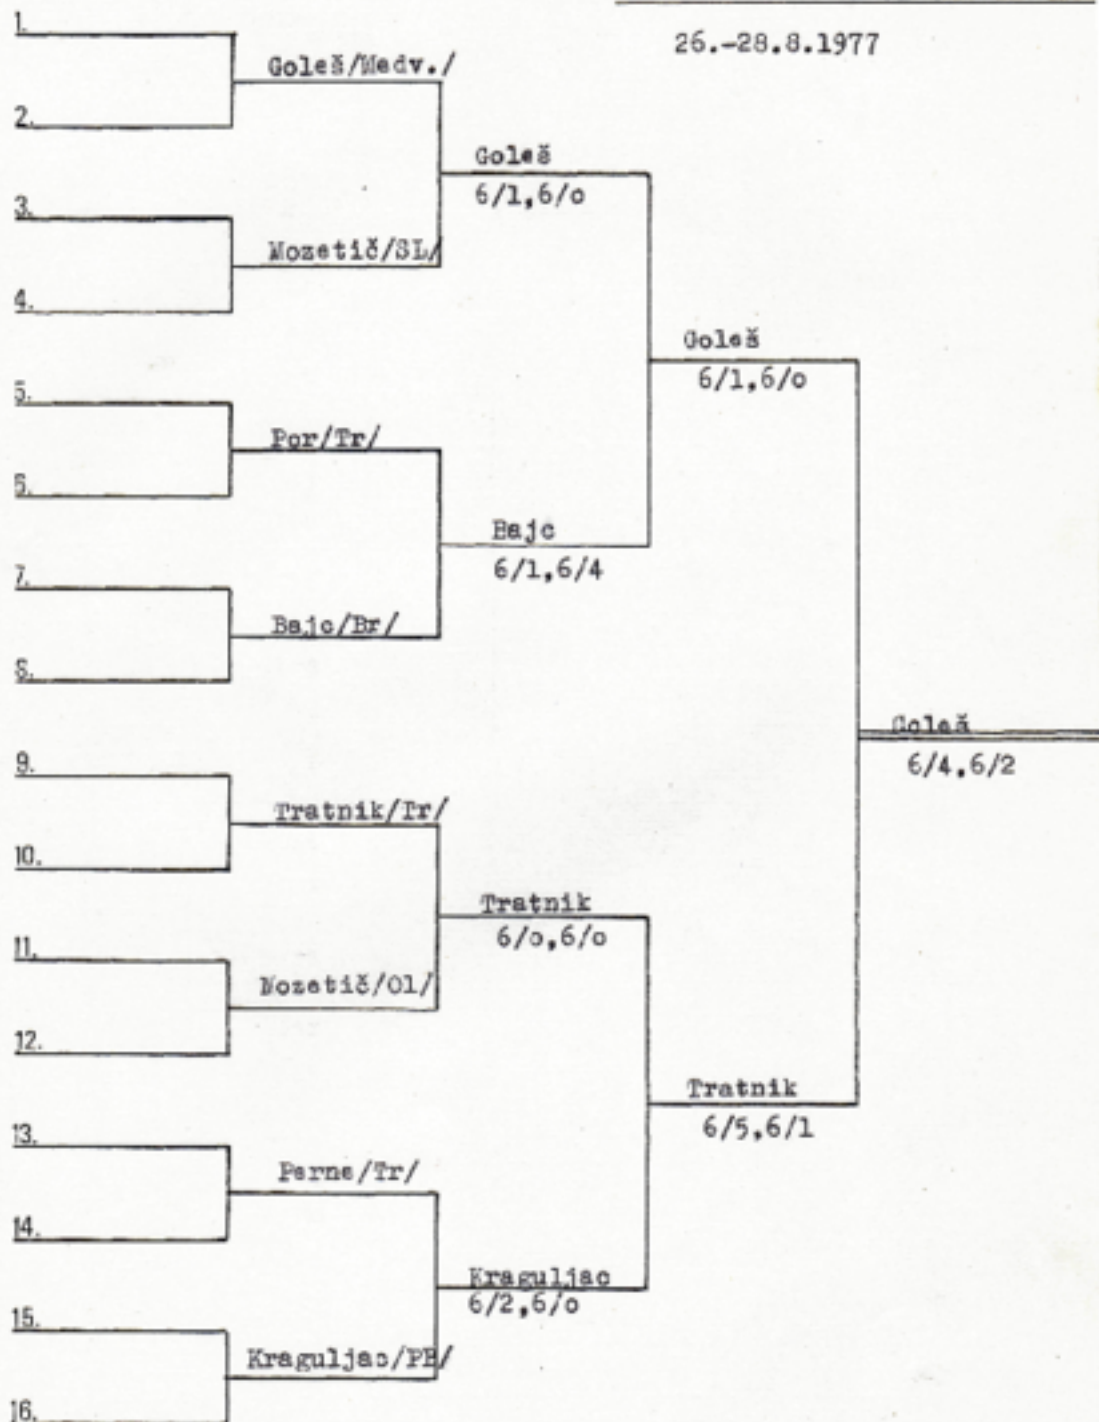 26.-28.8.1977
1.
Goleš/Medv./
2.
Goleš
6/1,6/o
3.
Mozetič/SL/
4.
Goleš
6/1,6/o
5.
Por/Tr/
6.
Bajc
6/1,6/4
7.
Bajc/Br/
8.
Goleš
6/4,6/2
9.
Tratnik/Tr/
10.
Tratnik
6/o,6/o
11.
Mozetič/Ol/
12.
Tratnik
6/5,6/1
13.
Perne/Tr/
14.
Kraguljac
6/2,6/o
15.
Kraguljac/PB/
16.